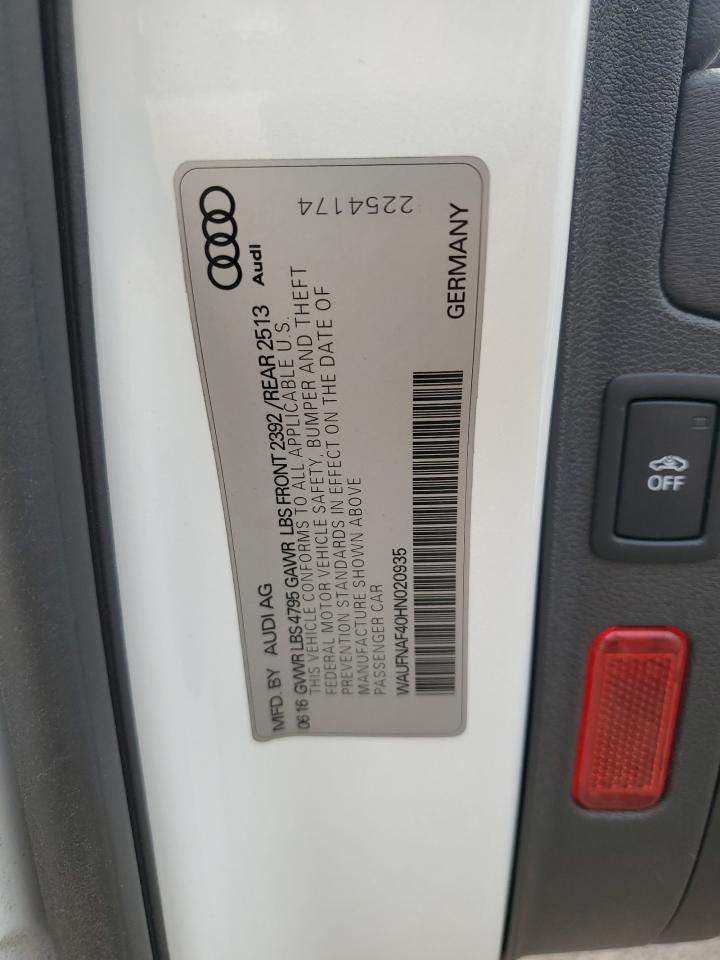 MFD. BY AUDI AG
Audi
06 16 GVWR LBS 4795 GAWR LBS FRONT 2392 / REAR 2513
THIS VEHICLE CONFORMS TO ALL APPLICABLE U.S.
FEDERAL MOTOR VEHICLE SAFETY, BUMPER AND THEFT
PREVENTION STANDARDS IN EFFECT ON THE DATE OF
MANUFACTURE SHOWN ABOVE
PASSENGER CAR
WAUFNAF40HN020935
2254174
GERMANY
OFF